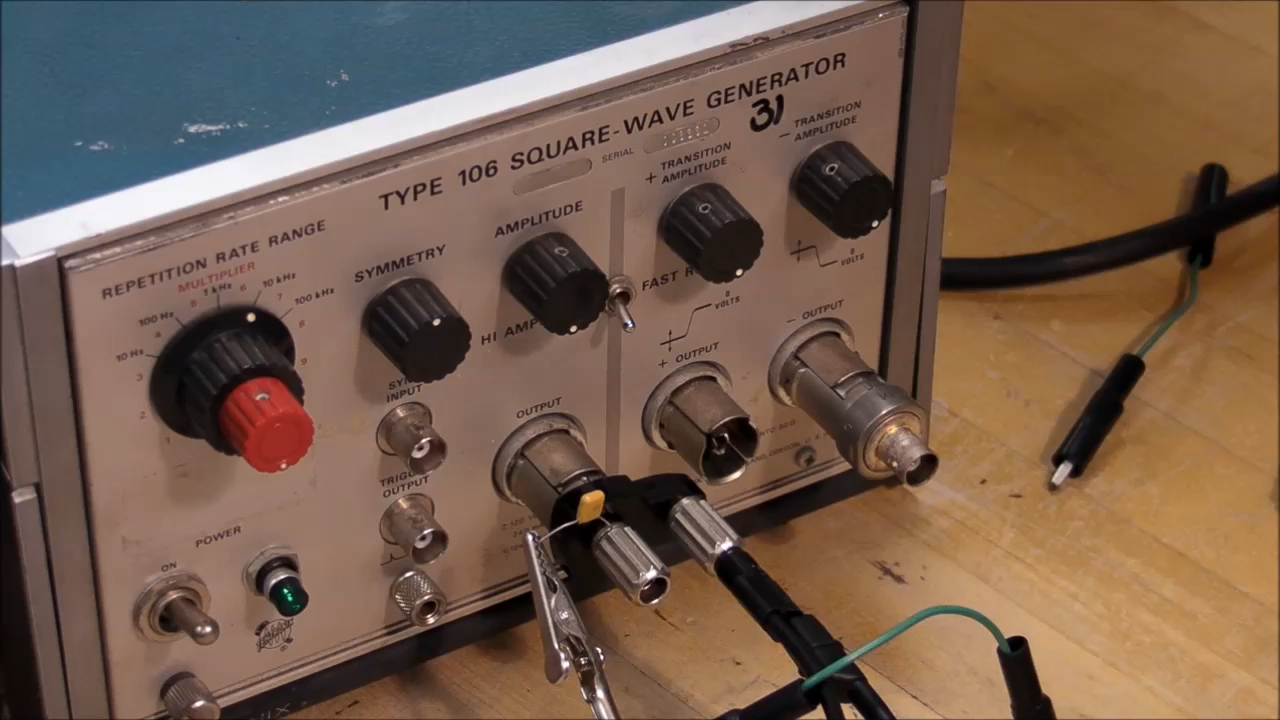 TYPE 106 SQUARE-WAVE GENERATOR
SERIAL
31
REPETITION RATE RANGE
MULTIPLIER
10 Hz
100 Hz
1 kHz
10 kHz
100 kHz
1
2
3
4
5
6
7
8
9
SYMMETRY
AMPLITUDE
+ TRANSITION
AMPLITUDE
− TRANSITION
AMPLITUDE
HI AMP
FAST R
0
VOLTS
0
VOLTS
INPUT
OUTPUT
+ OUTPUT
− OUTPUT
OUTPUT
POWER
ON